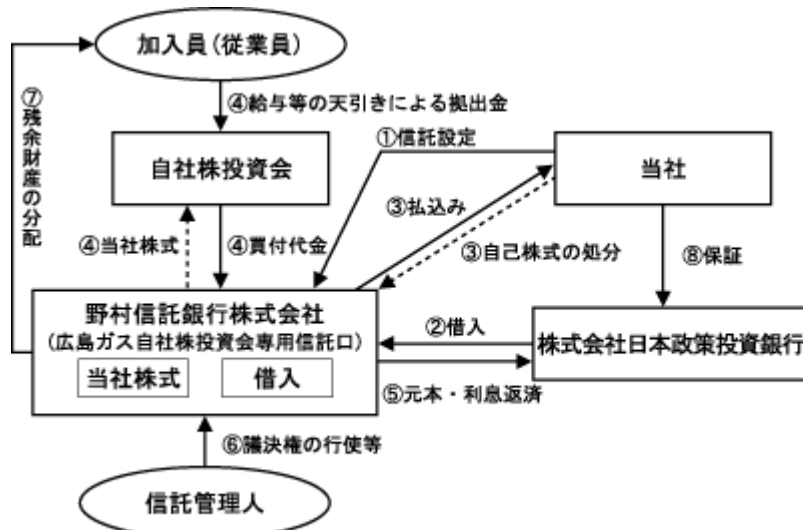 加入員(従業員)
⑦残余財産の分配
④給与等の天引きによる拠出金
①信託設定
自社株投資会
当社
③払込み
④当社株式
④買付代金
③自己株式の処分
⑧保証
野村信託銀行株式会社
(広島ガス自社株投資会専用信託口)
当社株式
借入
②借入
株式会社日本政策投資銀行
⑤元本・利息返済
⑥議決権の行使等
信託管理人